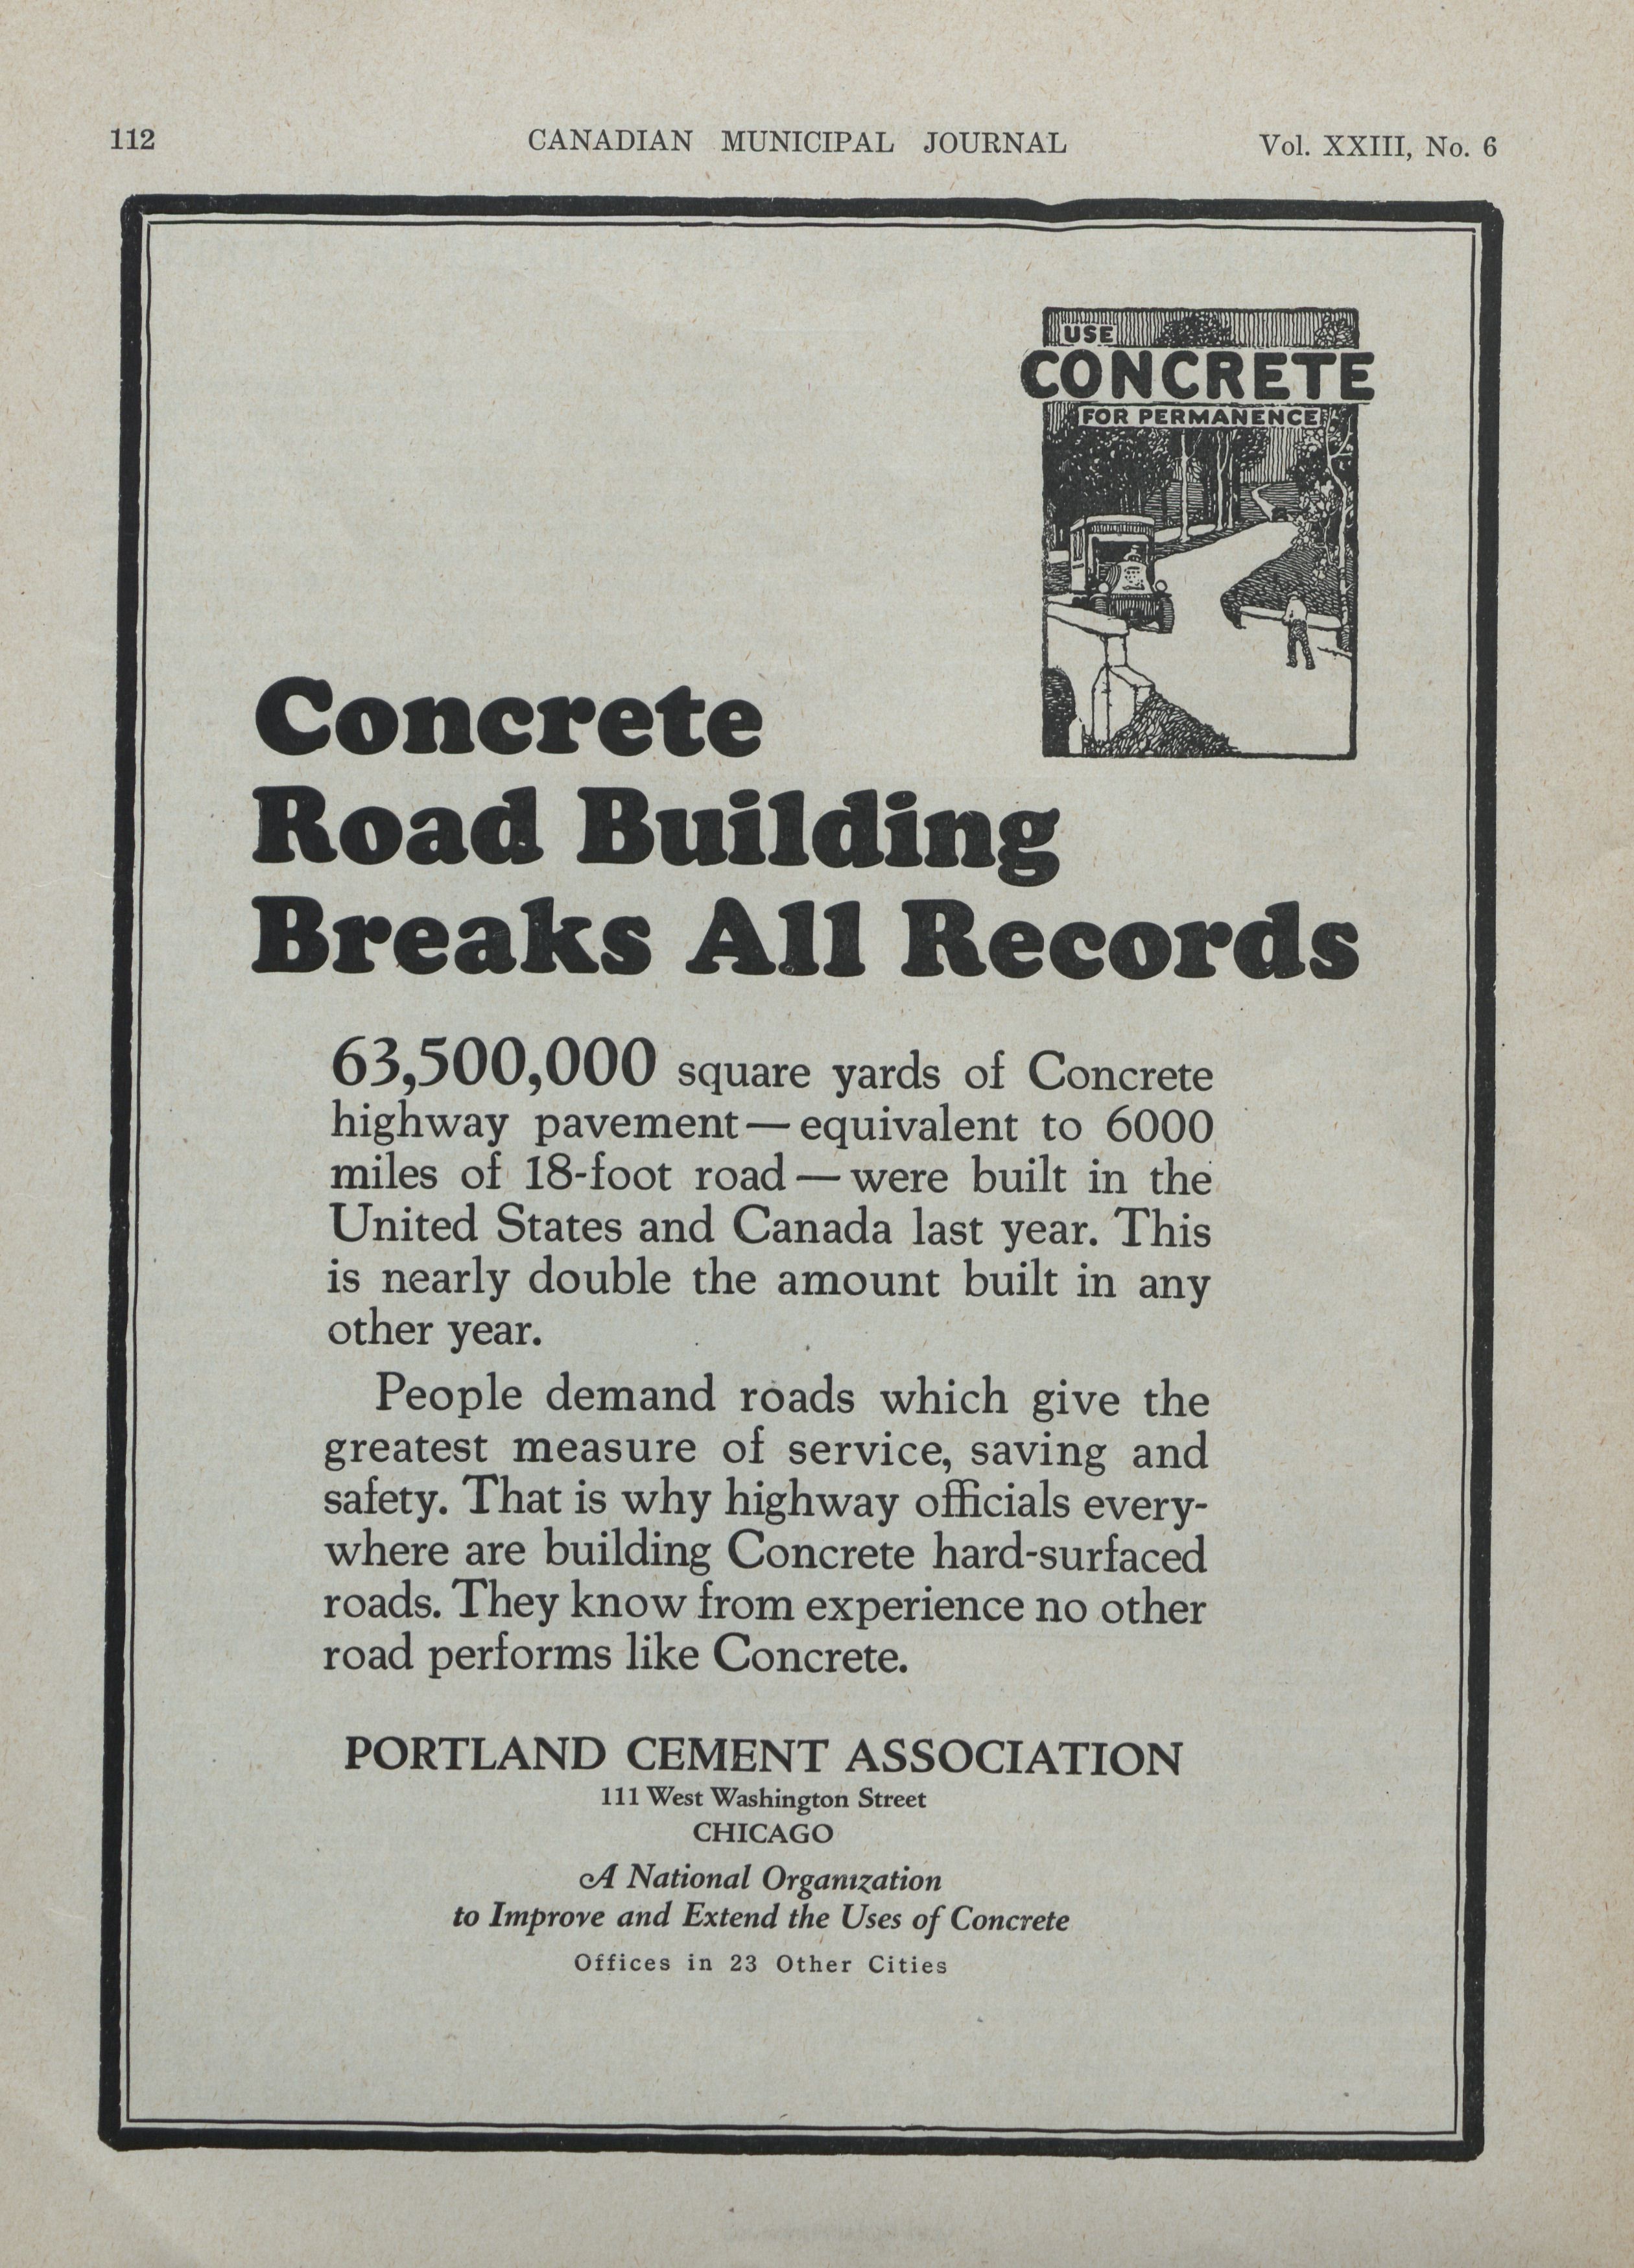 112 CANADIAN MUNICIPAL JOURNAL Vol. XXIII, No. 6
USE
CONCRETE
FOR PERMANENCE
Concrete
Road Building
Breaks All Records
63,500,000 square yards of Concrete
highway pavement—equivalent to 6000
miles of 18-foot road—were built in the
United States and Canada last year. This
is nearly double the amount built in any
other year.
People demand roads which give the
greatest measure of service, saving and
safety. That is why highway officials every-
where are building Concrete hard-surfaced
roads. They know from experience no other
road performs like Concrete.
PORTLAND CEMENT ASSOCIATION
111 West Washington Street
CHICAGO
A National Organization
to Improve and Extend the Uses of Concrete
Offices in 23 Other Cities